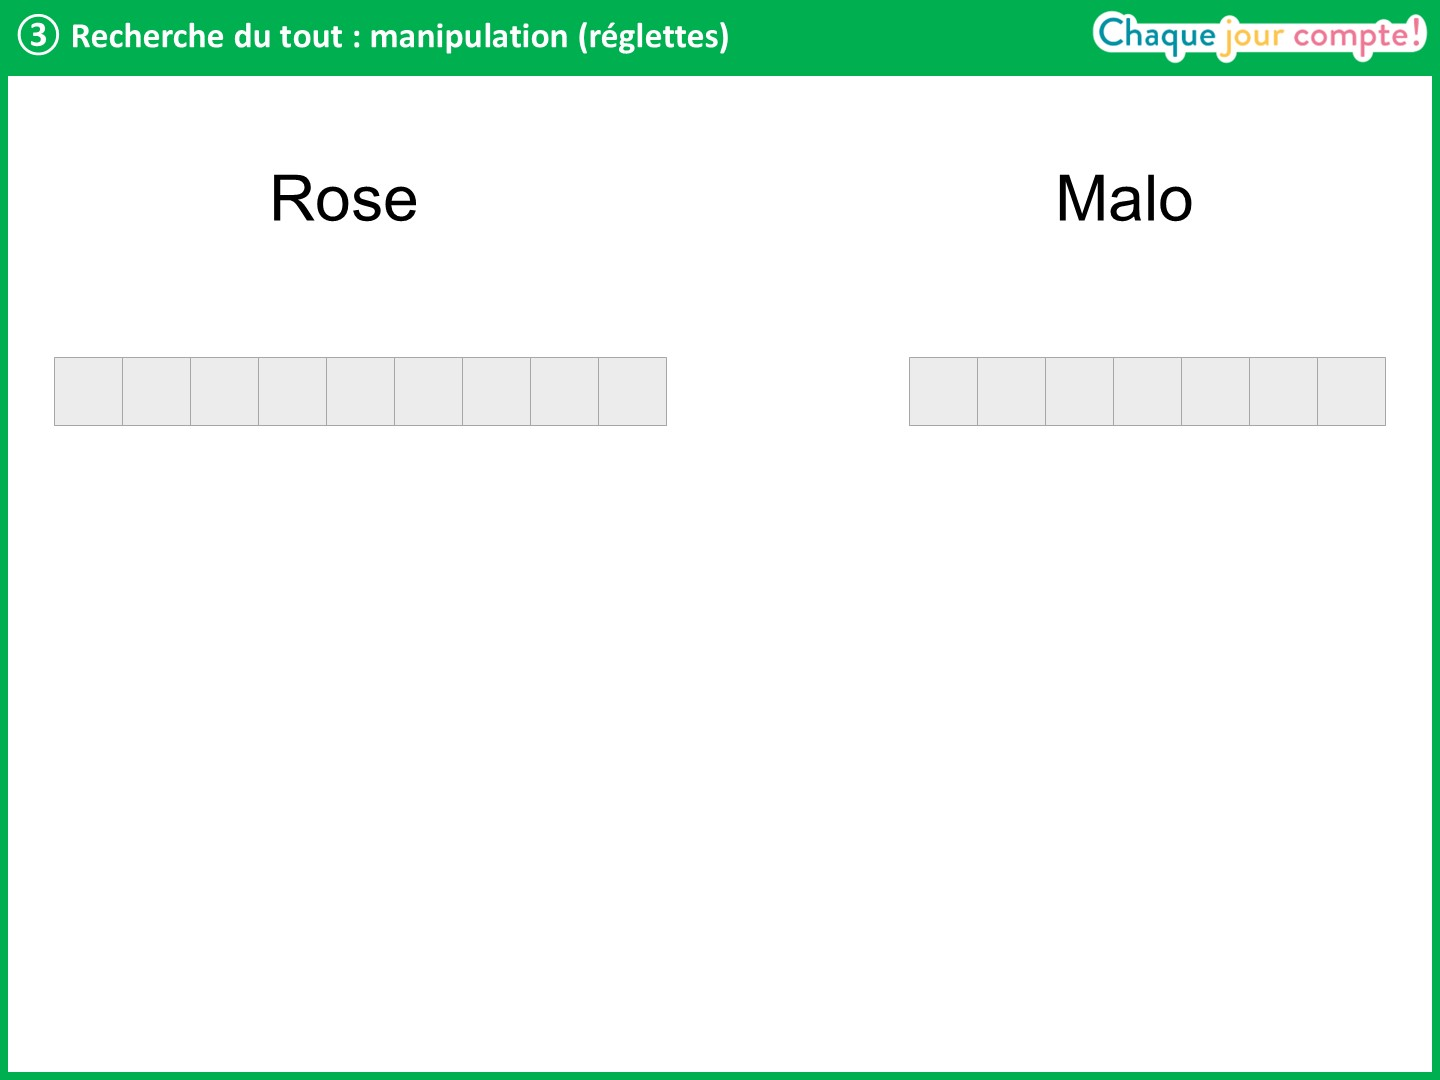 ③ Recherche du tout : manipulation (réglettes)
Chaque jour compte!
Rose
Malo